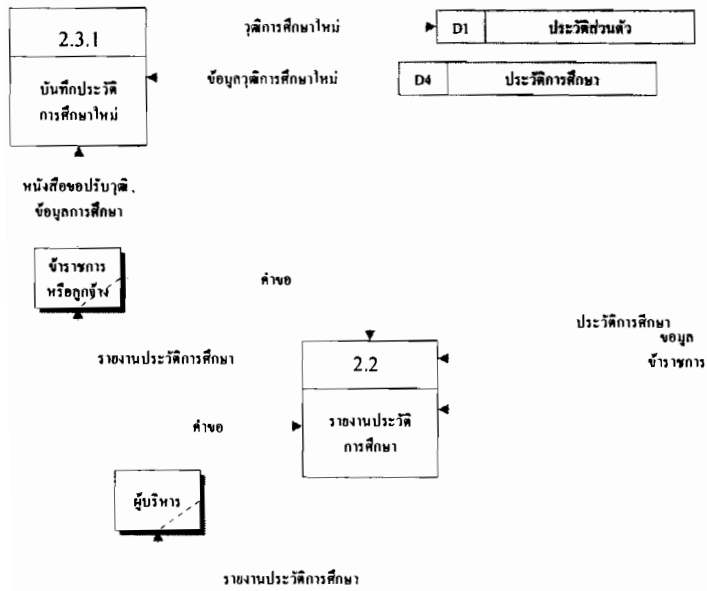 2.3.1
วุฒิการศึกษาใหม่
D1
ประวัติส่วนตัว
บันทึกประวัติ
การศึกษาใหม่
ข้อมูลวุฒิการศึกษาใหม่
D4
ประวัติการศึกษา
หนังสือขอปรับวุฒิ,
ข้อมูลการศึกษา
ข้าราชการ
หรือลูกจ้าง
คำขอ
ประวัติการศึกษา
ขอมูล
ข้าราชการ
รายงานประวัติการศึกษา
2.2
คำขอ
รายงานประวัติ
การศึกษา
ผู้บริหาร
รายงานประวัติการศึกษา